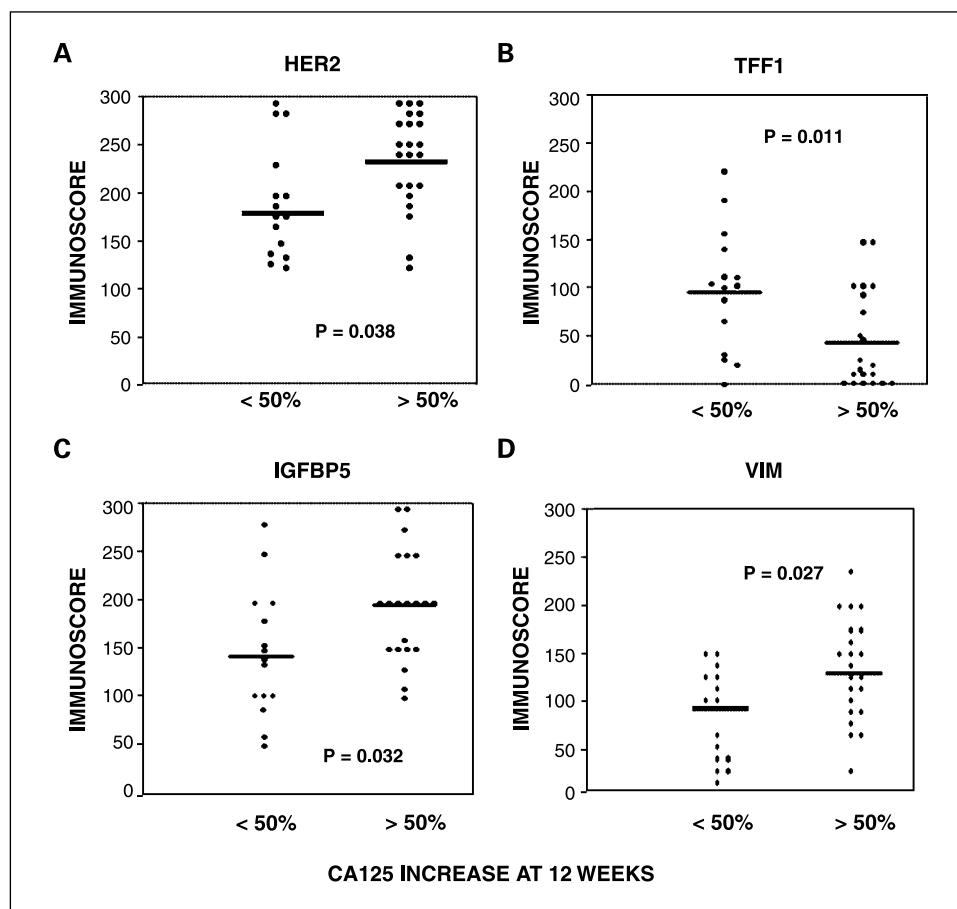 A
HER2
IMMUNOSCORE
300
250
200
150
100
50
0
P = 0.038
< 50%
> 50%
B
TFF1
IMMUNOSCORE
300
250
200
150
100
50
0
P = 0.011
< 50%
> 50%
C
IGFBP5
IMMUNOSCORE
300
250
200
150
100
50
0
P = 0.032
< 50%
> 50%
D
VIM
IMMUNOSCORE
300
250
200
150
100
50
0
P = 0.027
< 50%
> 50%
CA125 INCREASE AT 12 WEEKS